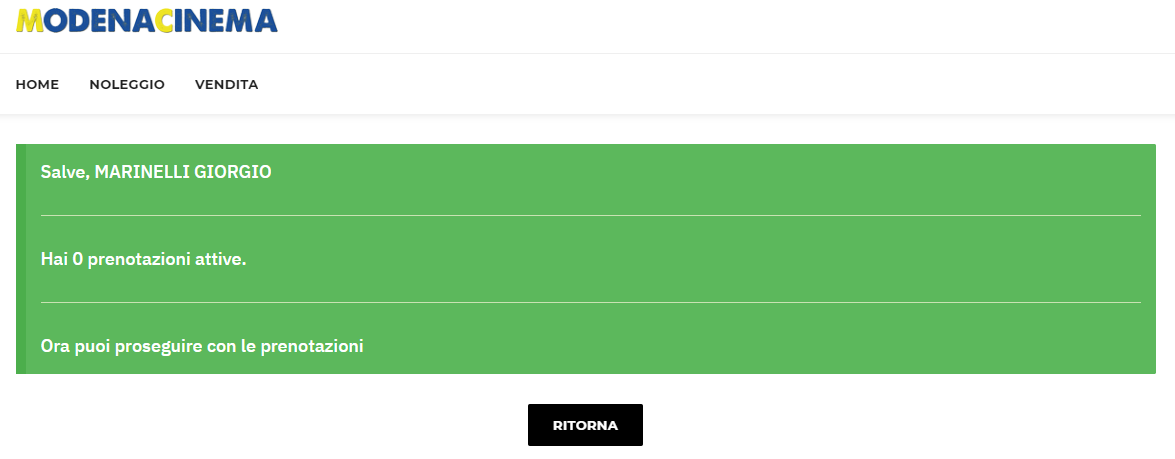 MODENACINEMA
HOME NOLEGGIO VENDITA
Salve, MARINELLI GIORGIO
Hai 0 prenotazioni attive.
Ora puoi proseguire con le prenotazioni
RITORNA